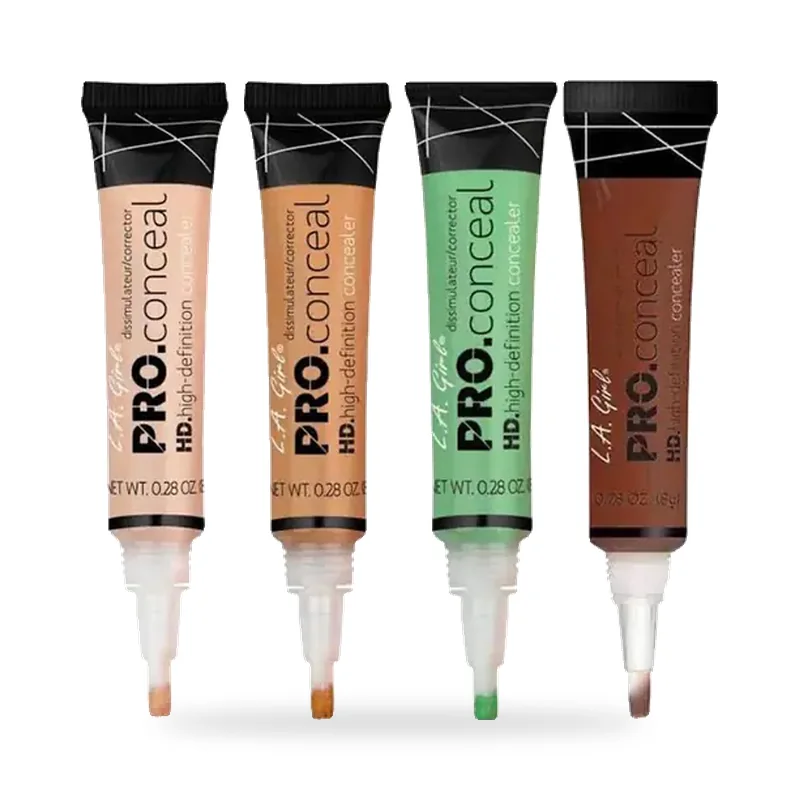 L.A. Girl®
PRO.conceal
dissimulateur/corrector
HD.high-definition concealer
NET WT. 0.28 OZ.
L.A. Girl®
PRO.conceal
dissimulateur/corrector
HD.high-definition concealer
NET WT. 0.28 OZ.
L.A. Girl®
PRO.conceal
dissimulateur/corrector
HD.high-definition concealer
NET WT. 0.28 OZ.
L.A. Girl®
PRO.conceal
HD.high-definition concealer
0.28 OZ. (8g)